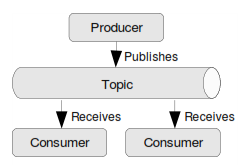 Producer
Publishes
Topic
Receives
Receives
Consumer
Consumer